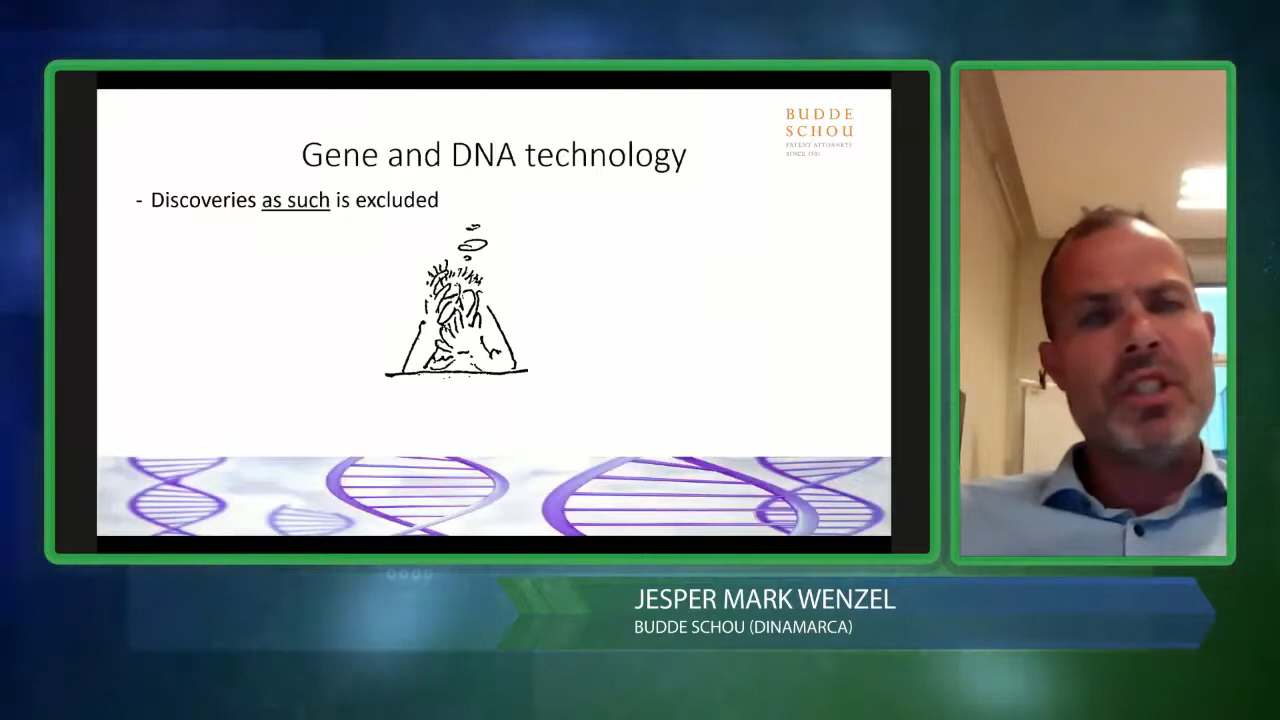 BUDDE
SCHOU
PATENT ATTORNEYS
Gene and DNA technology
- Discoveries as such is excluded
JESPER MARK WENZEL
BUDDE SCHOU (DINAMARCA)